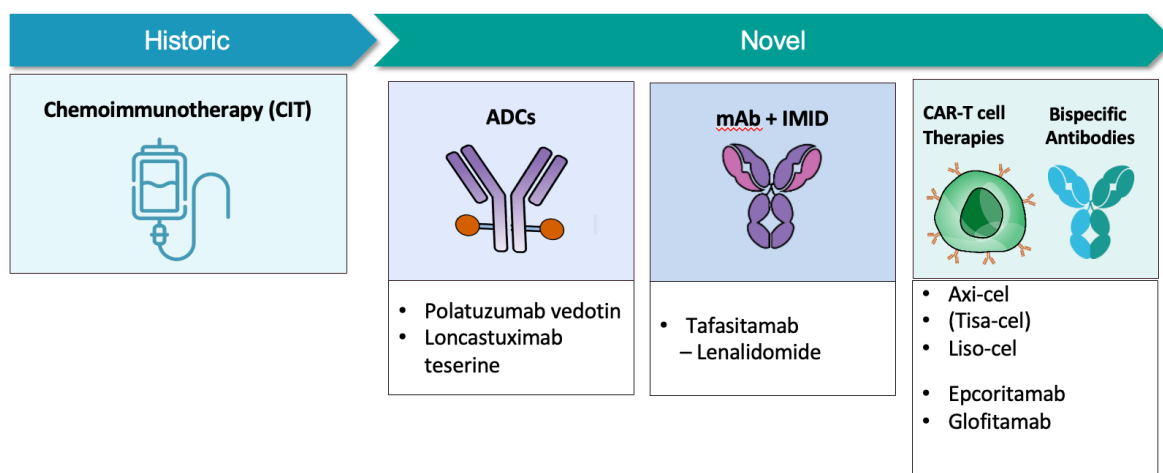 Historic
Novel
Chemoimmunotherapy (CIT)
ADCs
• Polatuzumab vedotin
• Loncastuximab
teserine
mAb + IMID
• Tafasitamab
– Lenalidomide
CAR-T cell
Therapies
Bispecific
Antibodies
• Axi-cel
• (Tisa-cel)
• Liso-cel
• Epcoritamab
• Glofitamab